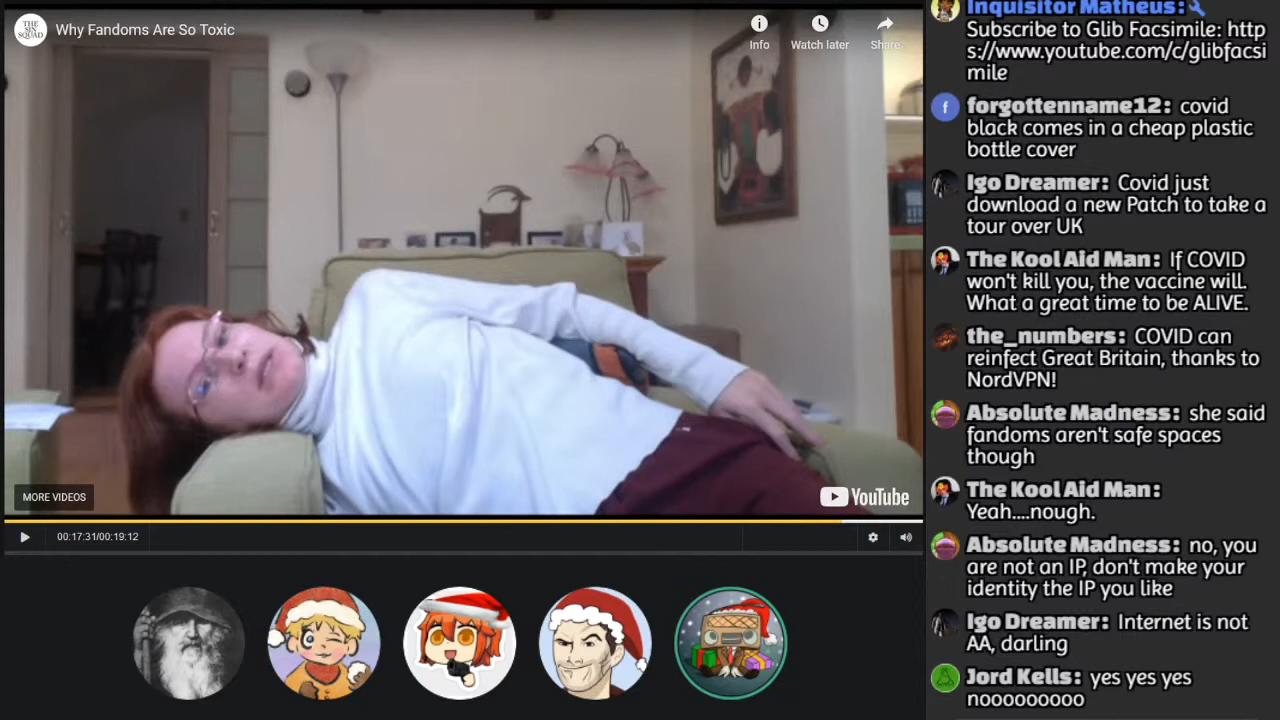 THE
SIN
SQUAD
Why Fandoms Are So Toxic
Info
Watch later
Share
MORE VIDEOS
YouTube
00:17:31/00:19:12
Inquisitor Matheus:
Subscribe to Glib Facsimile: http
s://www.youtube.com/c/glibfacsi
mile
forgottenname12: covid
black comes in a cheap plastic
bottle cover
Igo Dreamer: Covid just
download a new Patch to take a
tour over UK
The Kool Aid Man: If COVID
won't kill you, the vaccine will.
What a great time to be ALIVE.
the_numbers: COVID can
reinfect Great Britain, thanks to
NordVPN!
Absolute Madness: she said
fandoms aren't safe spaces
though
The Kool Aid Man:
Yeah....nough.
Absolute Madness: no, you
are not an IP, don't make your
identity the IP you like
Igo Dreamer: Internet is not
AA, darling
Jord Kells: yes yes yes
nooooooooo